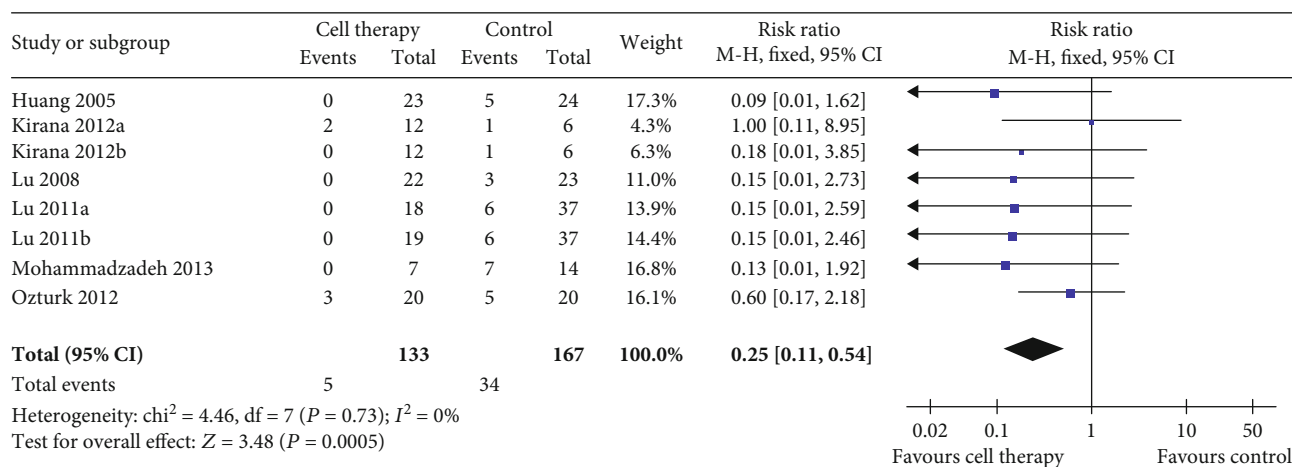 Study or subgroup Cell therapy Control Weight Risk ratio Risk ratio
Events Total Events Total M-H, fixed, 95% CI M-H, fixed, 95% CI
Huang 2005 0 23 5 24 17.3% 0.09 [0.01, 1.62]
Kirana 2012a 2 12 1 6 4.3% 1.00 [0.11, 8.95]
Kirana 2012b 0 12 1 6 6.3% 0.18 [0.01, 3.85]
Lu 2008 0 22 3 23 11.0% 0.15 [0.01, 2.73]
Lu 2011a 0 18 6 37 13.9% 0.15 [0.01, 2.59]
Lu 2011b 0 19 6 37 14.4% 0.15 [0.01, 2.46]
Mohammadzadeh 2013 0 7 7 14 16.8% 0.13 [0.01, 1.92]
Ozturk 2012 3 20 5 20 16.1% 0.60 [0.17, 2.18]
Total (95% CI) 133 167 100.0% 0.25 [0.11, 0.54]
Total events 5 34
Heterogeneity: chi² = 4.46, df = 7 (P = 0.73); I² = 0%
Test for overall effect: Z = 3.48 (P = 0.0005)
0.02 0.1 1 10 50
Favours cell therapy Favours control